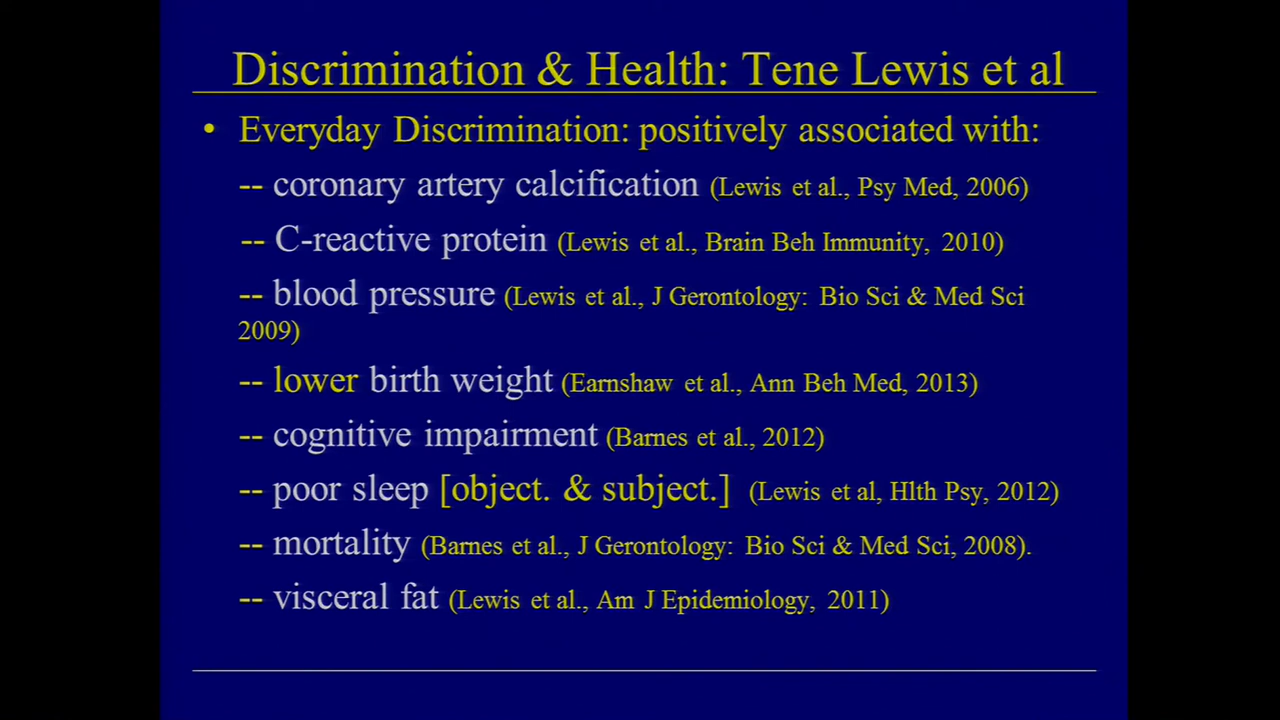 Discrimination & Health: Tene Lewis et al
• Everyday Discrimination: positively associated with:
-- coronary artery calcification (Lewis et al., Psy Med, 2006)
-- C-reactive protein (Lewis et al., Brain Beh Immunity, 2010)
-- blood pressure (Lewis et al., J Gerontology: Bio Sci & Med Sci
2009)
-- lower birth weight (Earnshaw et al., Ann Beh Med, 2013)
-- cognitive impairment (Barnes et al., 2012)
-- poor sleep [object. & subject.] (Lewis et al, Hlth Psy, 2012)
-- mortality (Barnes et al., J Gerontology: Bio Sci & Med Sci, 2008).
-- visceral fat (Lewis et al., Am J Epidemiology, 2011)